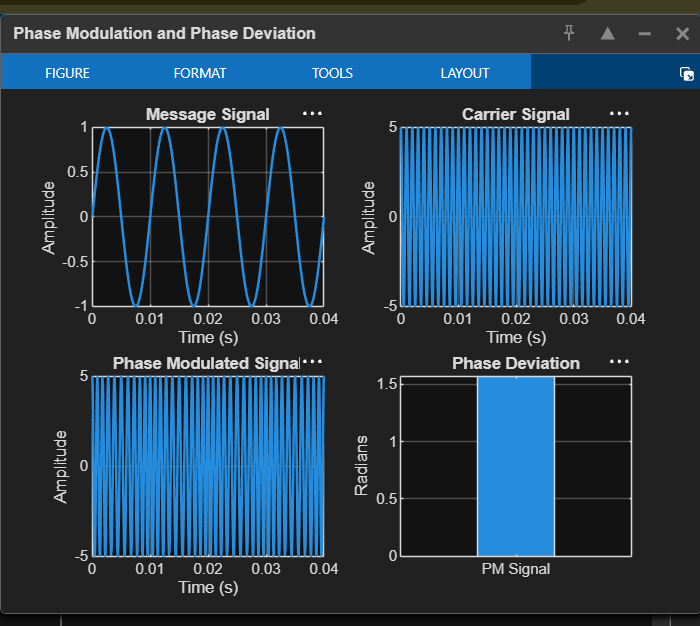 Phase Modulation and Phase Deviation
FIGURE FORMAT TOOLS LAYOUT
Message Signal
1
0.5
0
-0.5
-1
Amplitude
0 0.01 0.02 0.03 0.04
Time (s)
Carrier Signal
5
0
-5
Amplitude
0 0.01 0.02 0.03 0.04
Time (s)
Phase Modulated Signal
5
0
-5
Amplitude
0 0.01 0.02 0.03 0.04
Time (s)
Phase Deviation
1.5
1
0.5
0
Radians
PM Signal